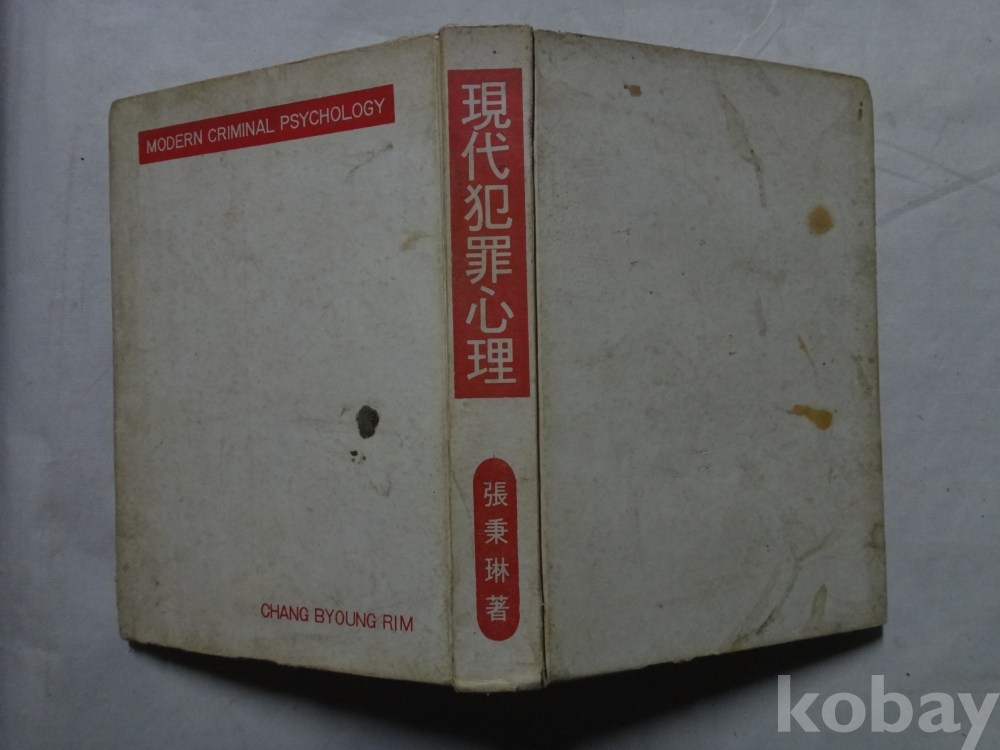 MODERN CRIMINAL PSYCHOLOGY
CHANG BYOUNG RIM
現代犯罪心理
張秉琳著
kobay